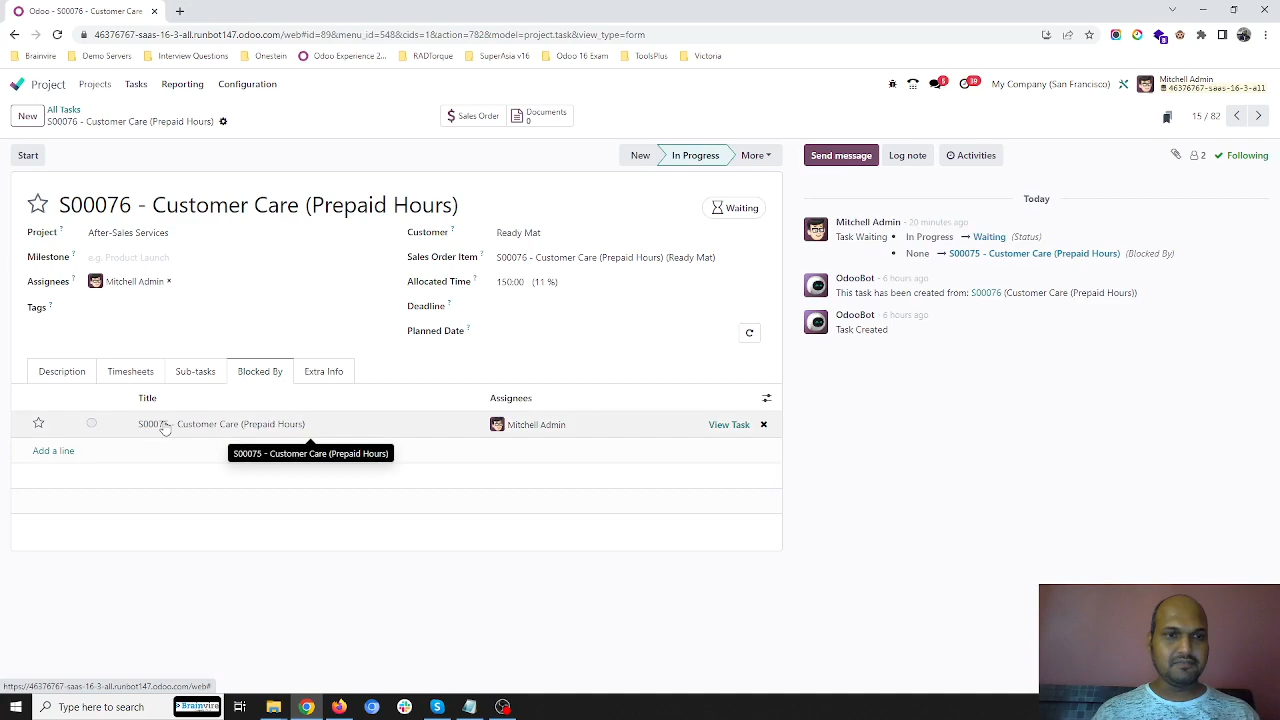 Odoo - S00076 - Customer Care
46376767-saas-16-3-all.runbot147.odoo.com/web#id=89&menu_id=548&cids=1&action=782&model=project.task&view_type=form
Brainvire
Demo Servers
Interview Questions
Onestein
Odoo Experience 2...
RADTorque
SuperAsia v16
Odoo 16 Exam
ToolsPlus
Victoria
Project
Projects
Tasks
Reporting
Configuration
5
39
My Company (San Francisco)
Mitchell Admin
46376767-saas-16-3-all
New
All Tasks
S00076 - Customer Care (Prepaid Hours)
Sales Order
Documents
0
15 / 82
Start
New
In Progress
More
Send message
Log note
Activities
2
Following
S00076 - Customer Care (Prepaid Hours)
Waiting
Project ?
After-Sales Services
Milestone ?
e.g. Product Launch
Assignees ?
Mitchell Admin ×
Tags ?
Customer ?
Ready Mat
Sales Order Item ?
S00076 - Customer Care (Prepaid Hours) (Ready Mat)
Allocated Time ?
150:00 (11 %)
Deadline ?
Planned Date ?
Description
Timesheets
Sub-tasks
Blocked By
Extra Info
Title
Assignees
S00075 - Customer Care (Prepaid Hours)
Mitchell Admin
View Task
S00075 - Customer Care (Prepaid Hours)
Add a line
Today
Mitchell Admin - 20 minutes ago
Task Waiting • In Progress → Waiting (Status)
• None → S00075 - Customer Care (Prepaid Hours) (Blocked By)
OdooBot - 6 hours ago
This task has been created from: S00076 (Customer Care (Prepaid Hours))
OdooBot - 6 hours ago
Task Created
https://46376767-saas-16-3-all.runbot147.odoo.com/web#
Type here to search
Brainvire